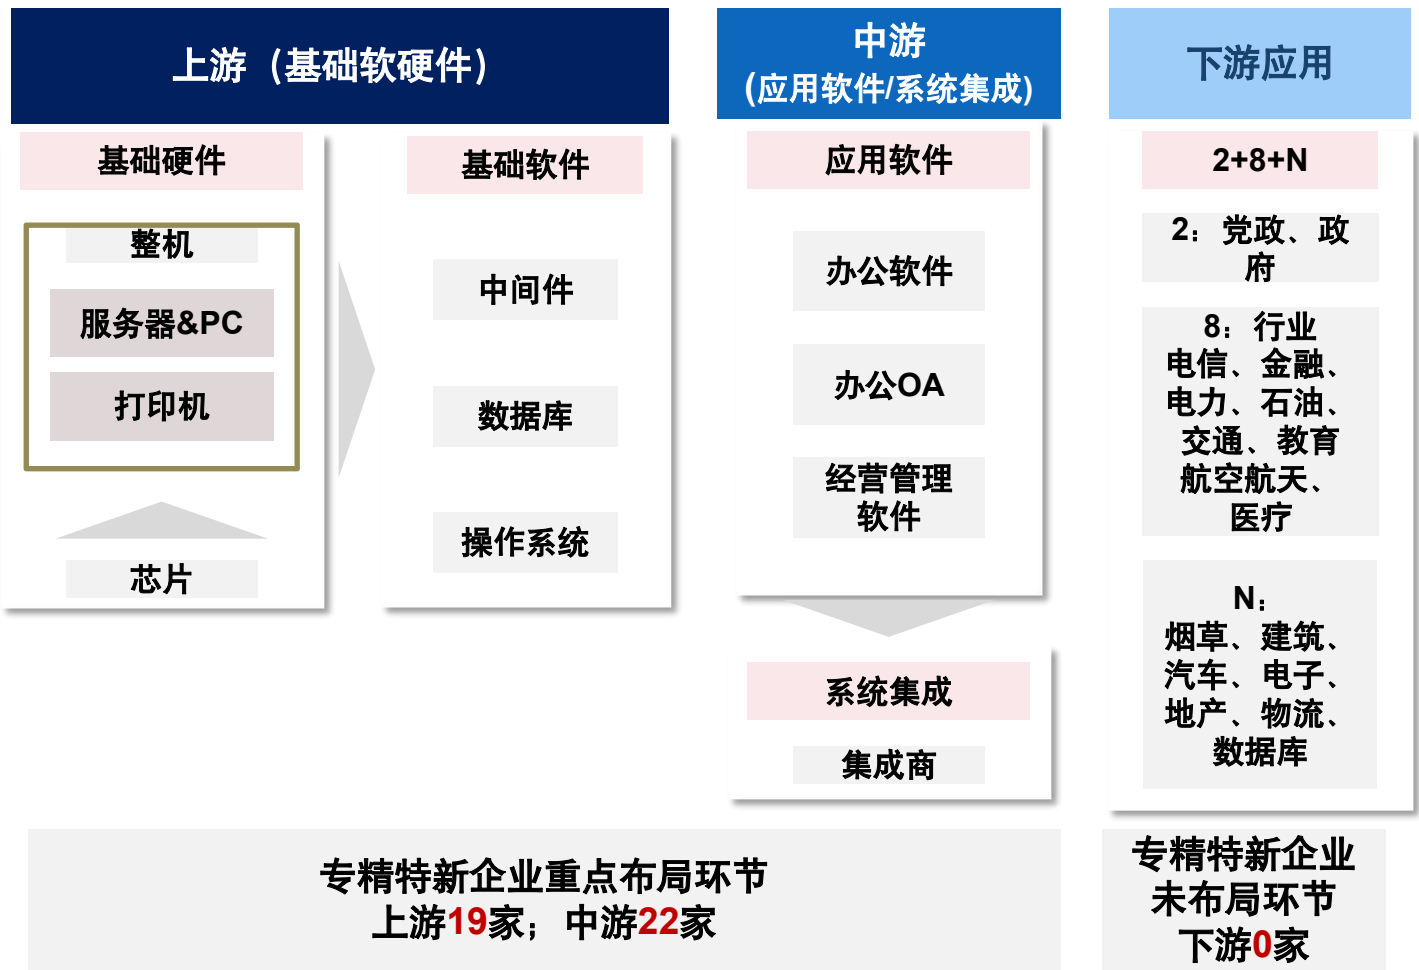 上游（基础软硬件）
基础硬件
整机
服务器&PC
打印机
芯片
基础软件
中间件
数据库
操作系统
中游
(应用软件/系统集成)
应用软件
办公软件
办公OA
经营管理
软件
系统集成
集成商
下游应用
2+8+N
2：党政、政
府
8：行业
电信、金融、
电力、石油、
交通、教育
航空航天、
医疗
N：
烟草、建筑、
汽车、电子、
地产、物流、
数据库
专精特新企业重点布局环节
上游19家；中游22家
专精特新企业
未布局环节
下游0家